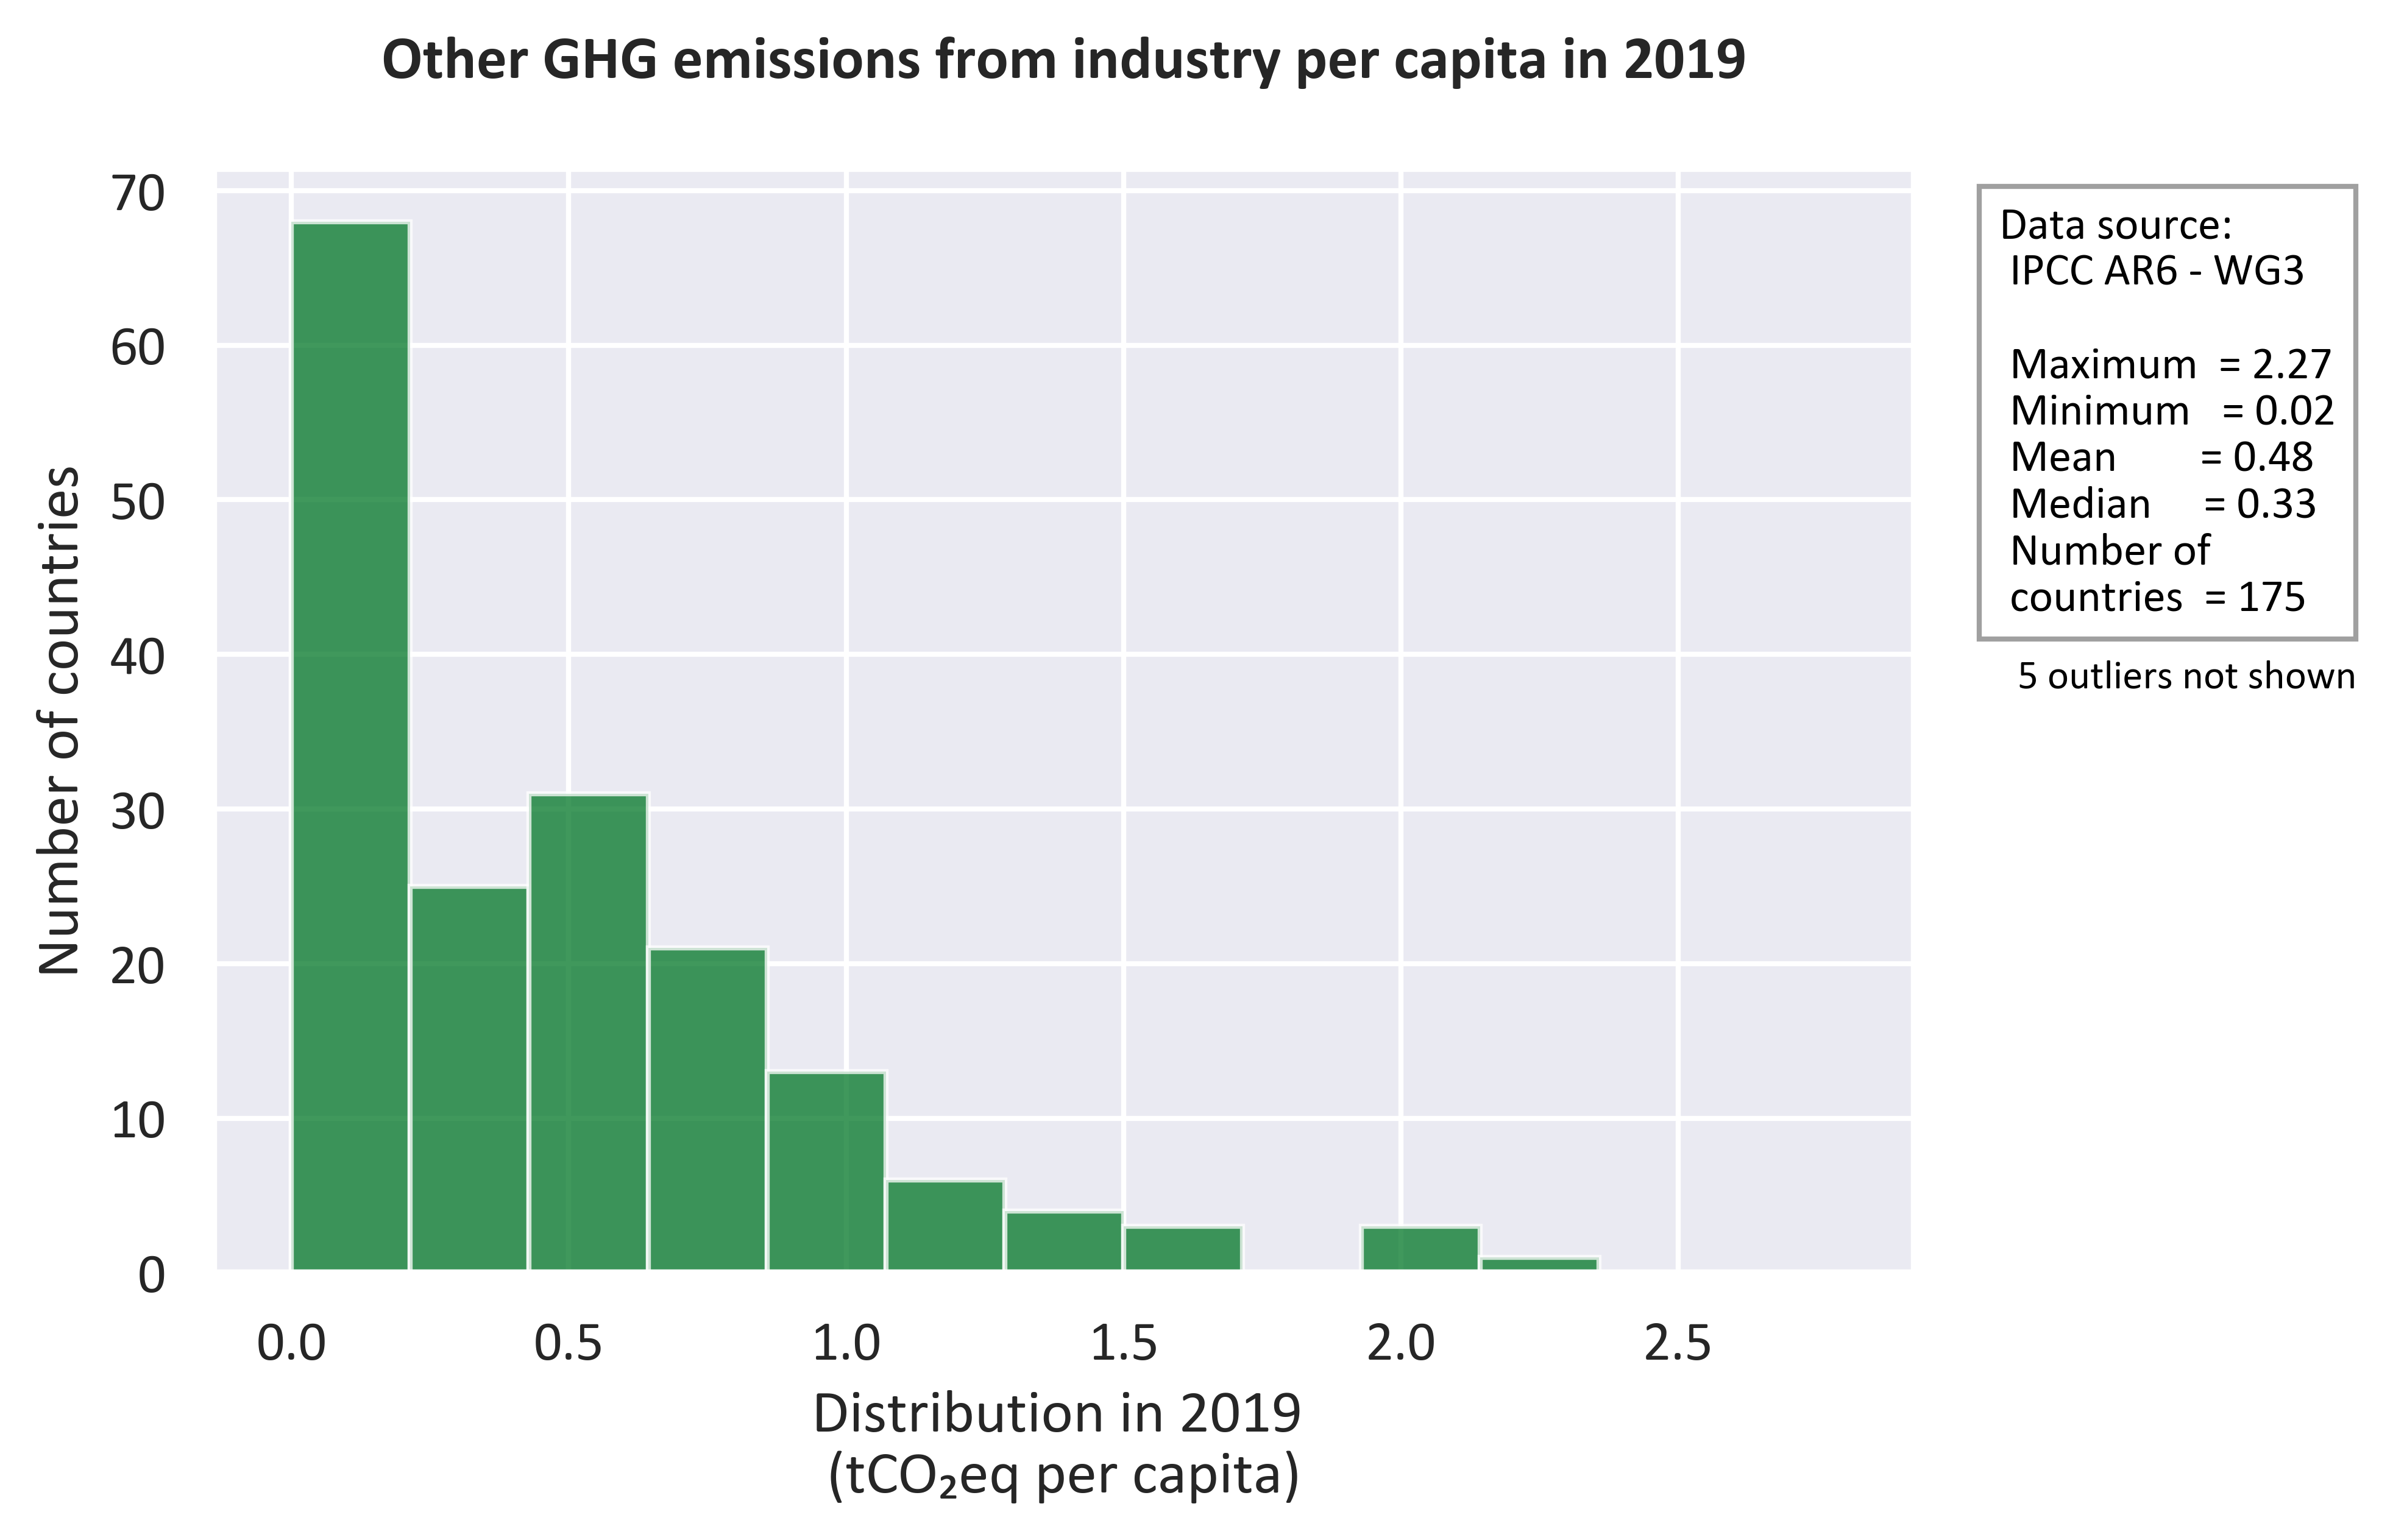 Other GHG emissions from industry per capita in 2019
70
60
50
40
30
20
10
0
Number of countries
0.0 0.5 1.0 1.5 2.0 2.5
Distribution in 2019
(tCO₂eq per capita)
Data source:
IPCC AR6 - WG3
Maximum = 2.27
Minimum = 0.02
Mean = 0.48
Median = 0.33
Number of
countries = 175
5 outliers not shown